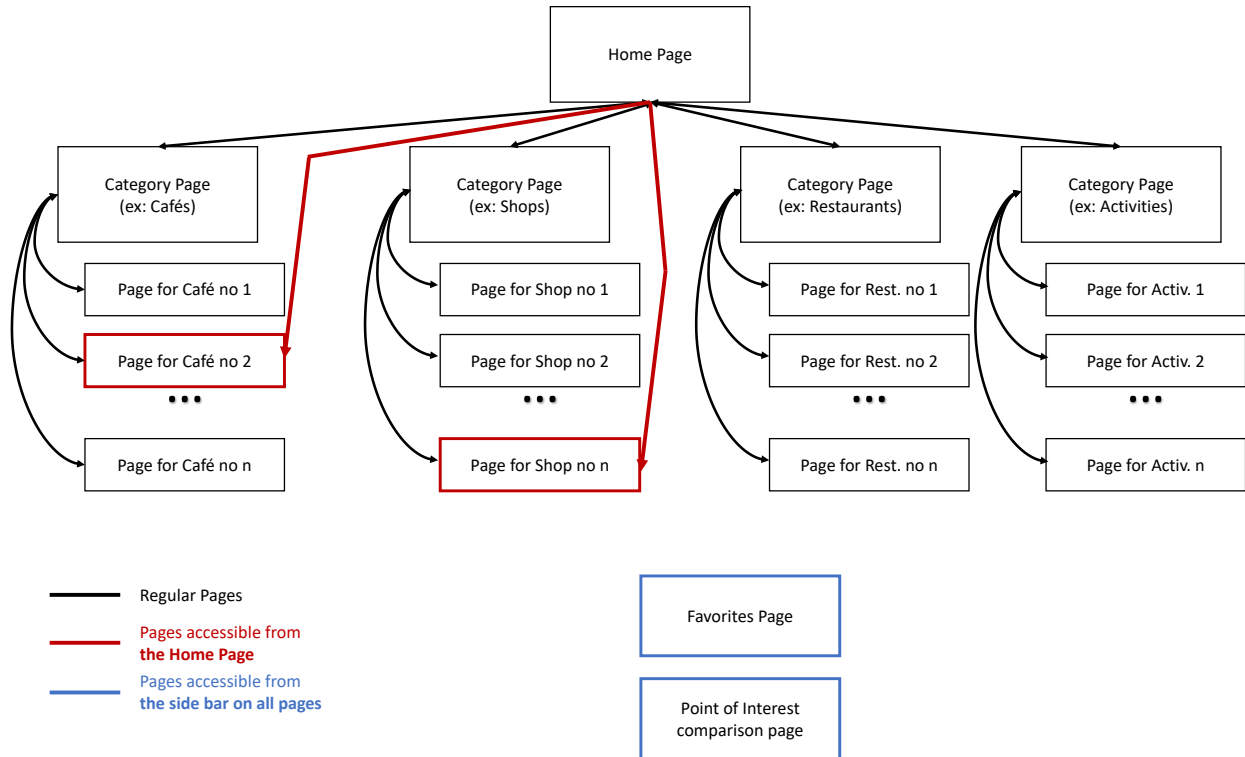 Home Page
Category Page
(ex: Cafés)
Category Page
(ex: Shops)
Category Page
(ex: Restaurants)
Category Page
(ex: Activities)
Page for Café no 1
Page for Shop no 1
Page for Rest. no 1
Page for Activ. 1
Page for Café no 2
Page for Shop no 2
Page for Rest. no 2
Page for Activ. 2
...
...
...
...
Page for Café no n
Page for Shop no n
Page for Rest. no n
Page for Activ. n
Regular Pages
Pages accessible from
the Home Page
Pages accessible from
the side bar on all pages
Favorites Page
Point of Interest
comparison page